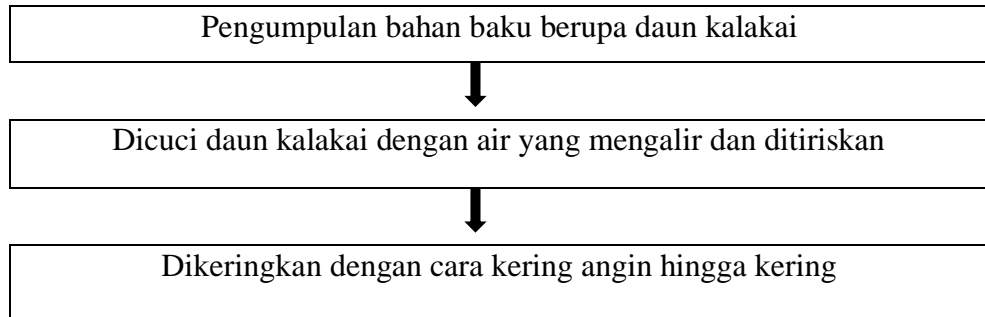 Pengumpulan bahan baku berupa daun kalakai
Dicuci daun kalakai dengan air yang mengalir dan ditiriskan
Dikeringkan dengan cara kering angin hingga kering